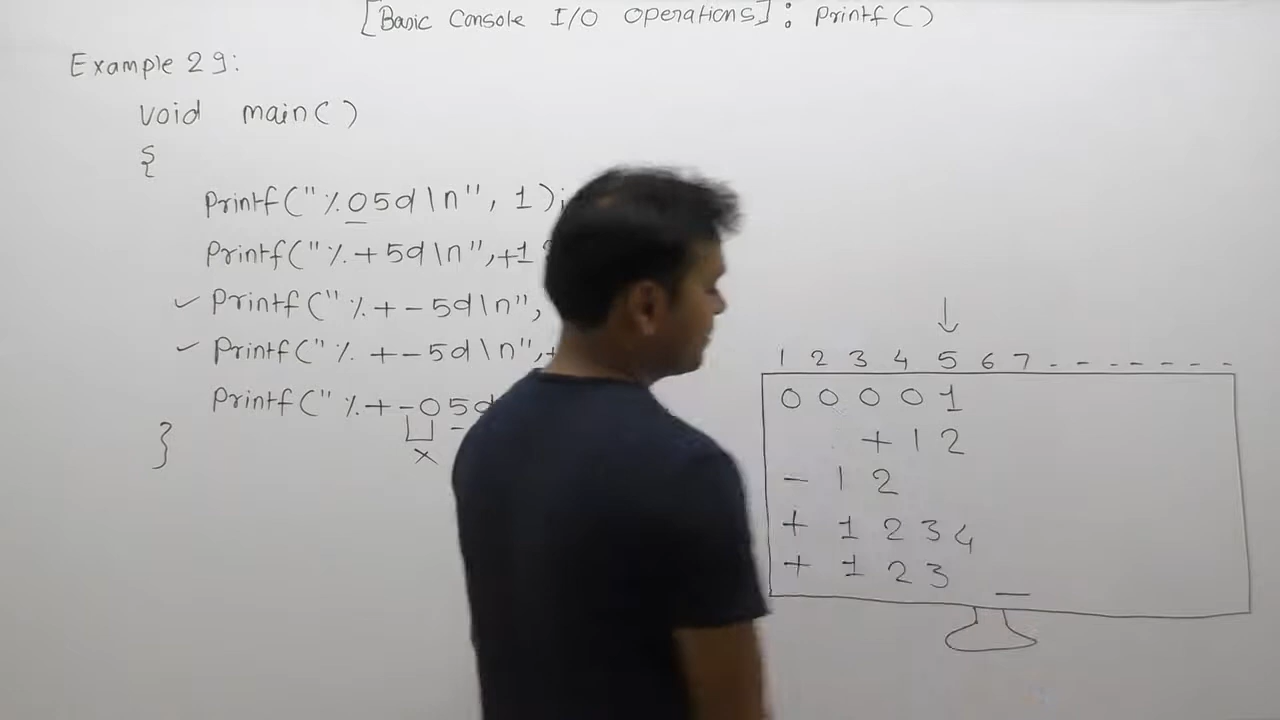 [Basic Console I/O Operations] : Printf()
Example 29:
void main()
{
Printf("%05d\n", 1);
Printf("%+5d\n",+1
Printf("%+-5d\n",
Printf("% +-5d\n",+
Printf("%+-05d
x
}
1 2 3 4 5 6 7 - - - - - -
0 0 0 0 1
+ 1 2
- 1 2
+ 1 2 3 4
+ 1 2 3 _